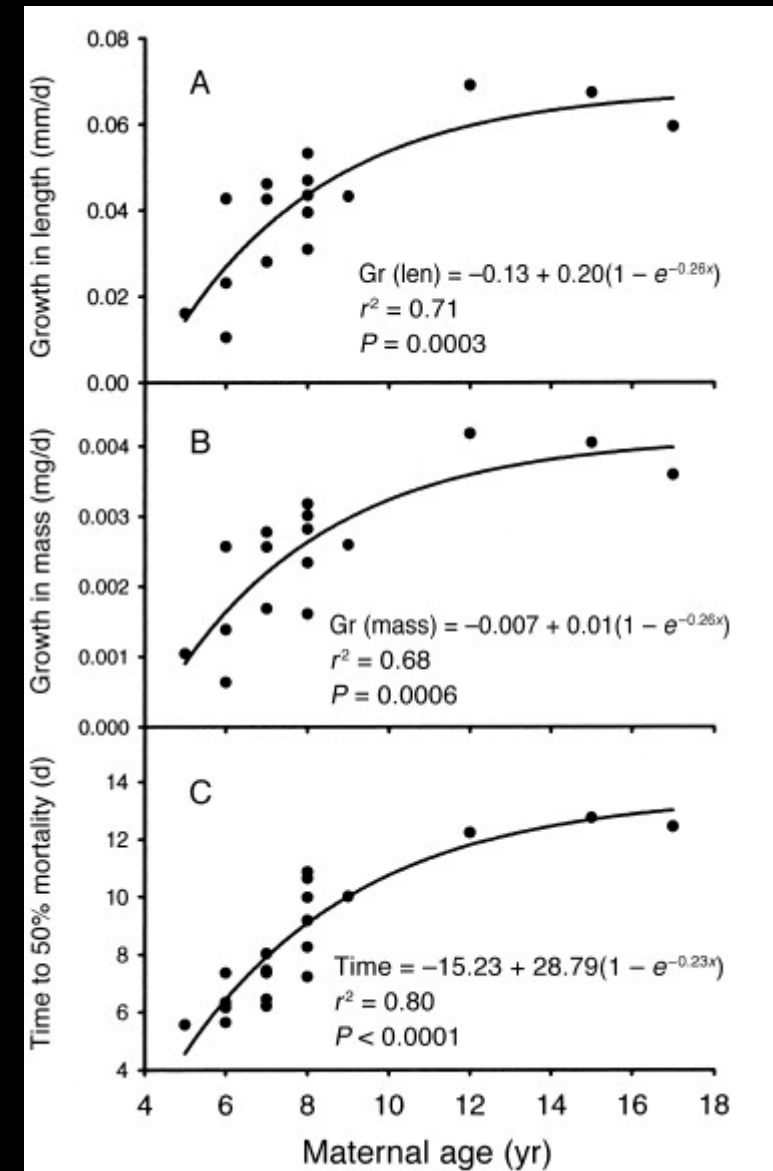 Growth in length (mm/d)
0.08
0.06
0.04
0.02
0.00
A
Gr (len) = –0.13 + 0.20(1 – e^–0.26x)
r² = 0.71
P = 0.0003
Growth in mass (mg/d)
0.004
0.003
0.002
0.001
0.000
B
Gr (mass) = –0.007 + 0.01(1 – e^–0.26x)
r² = 0.68
P = 0.0006
Time to 50% mortality (d)
14
12
10
8
6
4
C
Time = –15.23 + 28.79(1 – e^–0.23x)
r² = 0.80
P < 0.0001
4 6 8 10 12 14 16 18
Maternal age (yr)